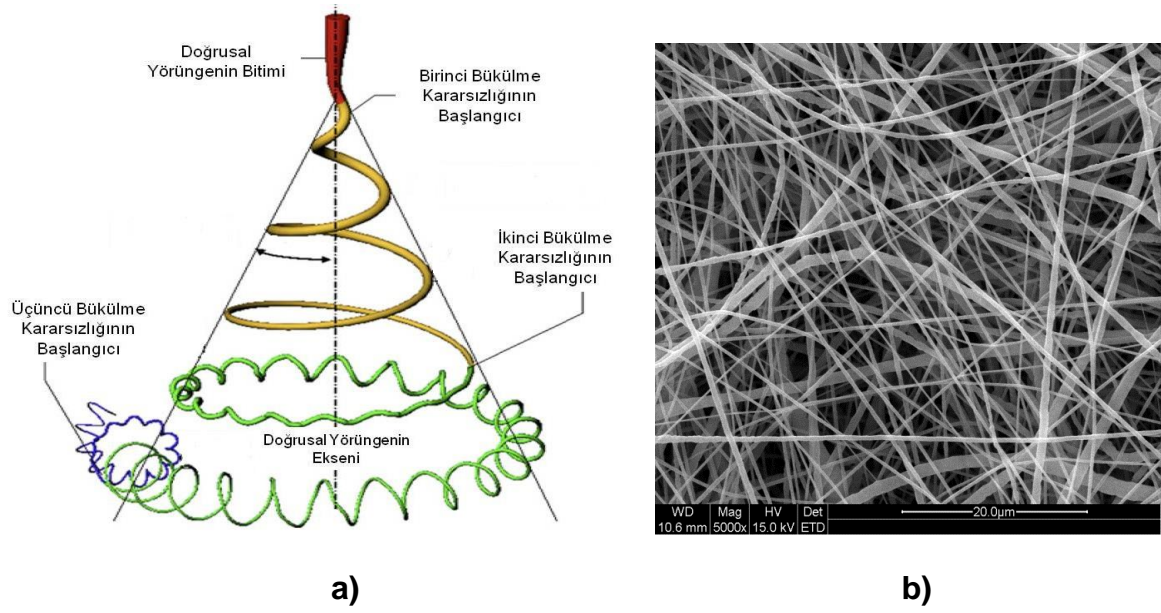 Doğrusal
Yörüngenin Bitimi
Birinci Bükülme
Kararsızlığının
Başlangıcı
İkinci Bükülme
Kararsızlığının
Başlangıcı
Üçüncü Bükülme
Kararsızlığının
Başlangıcı
Doğrusal Yörüngenin
Ekseni
WD Mag HV Det
10.6 mm 5000x 15.0 kV ETD
20.0µm
a) b)